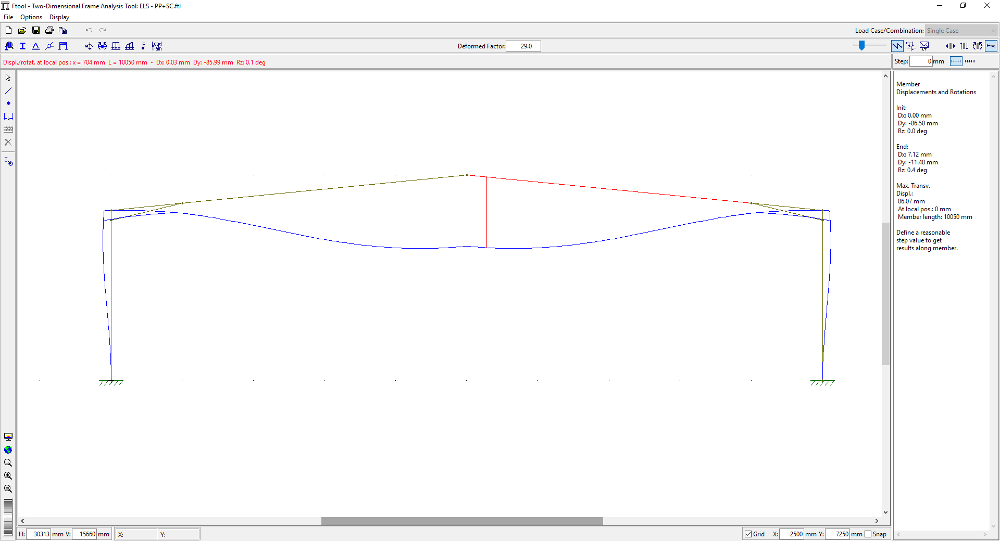 Ftool - Two-Dimensional Frame Analysis Tool: ELS - PP+SC.ftl
File Options Display
Load Case/Combination: Single Case
Load
Train
Deformed Factor: 29.0
LT
Displ./rotat. at local pos.: x = 704 mm L = 10050 mm - Dx: 0.03 mm Dy: -85.99 mm Rz: 0.1 deg
Step: 0 mm
Member
Displacements and Rotations
Init:
Dx: 0.00 mm
Dy: -86.50 mm
Rz: 0.0 deg
End:
Dx: 7.12 mm
Dy: -11.48 mm
Rz: 0.4 deg
Max. Transv.
Displ.:
86.07 mm
At local pos.: 0 mm
Member length: 10050 mm
Define a reasonable
step value to get
results along member.
H: 30313 mm V: 15660 mm X: Y: Grid X: 2500 mm Y: 7250 mm Snap